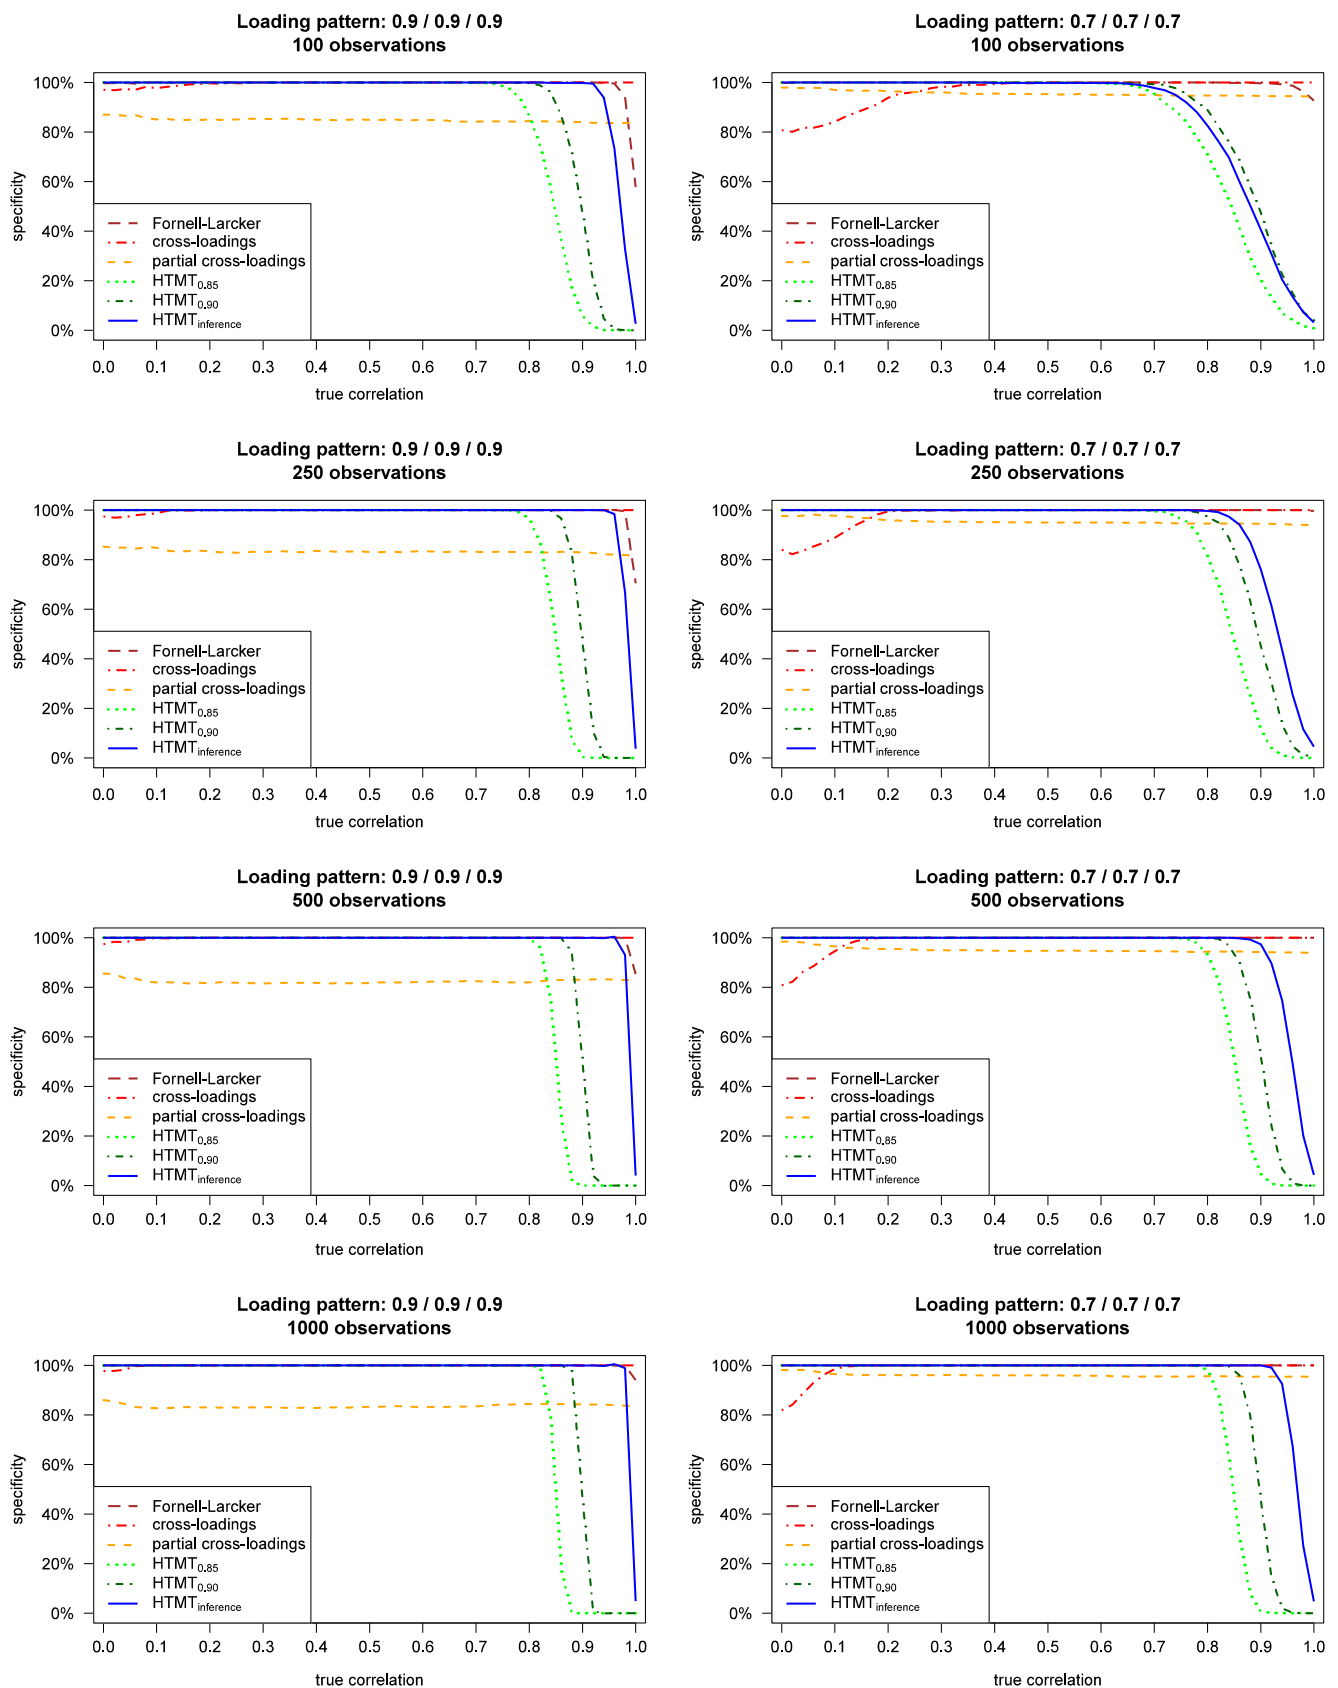 Loading pattern: 0.9 / 0.9 / 0.9
100 observations
specificity
100%
80%
60%
40%
20%
0%
Fornell-Larcker
cross-loadings
partial cross-loadings
HTMT0.85
HTMT0.90
HTMTinference
0.0 0.1 0.2 0.3 0.4 0.5 0.6 0.7 0.8 0.9 1.0
true correlation
Loading pattern: 0.7 / 0.7 / 0.7
100 observations
specificity
100%
80%
60%
40%
20%
0%
Fornell-Larcker
cross-loadings
partial cross-loadings
HTMT0.85
HTMT0.90
HTMTinference
0.0 0.1 0.2 0.3 0.4 0.5 0.6 0.7 0.8 0.9 1.0
true correlation
Loading pattern: 0.9 / 0.9 / 0.9
250 observations
specificity
100%
80%
60%
40%
20%
0%
Fornell-Larcker
cross-loadings
partial cross-loadings
HTMT0.85
HTMT0.90
HTMTinference
0.0 0.1 0.2 0.3 0.4 0.5 0.6 0.7 0.8 0.9 1.0
true correlation
Loading pattern: 0.7 / 0.7 / 0.7
250 observations
specificity
100%
80%
60%
40%
20%
0%
Fornell-Larcker
cross-loadings
partial cross-loadings
HTMT0.85
HTMT0.90
HTMTinference
0.0 0.1 0.2 0.3 0.4 0.5 0.6 0.7 0.8 0.9 1.0
true correlation
Loading pattern: 0.9 / 0.9 / 0.9
500 observations
specificity
100%
80%
60%
40%
20%
0%
Fornell-Larcker
cross-loadings
partial cross-loadings
HTMT0.85
HTMT0.90
HTMTinference
0.0 0.1 0.2 0.3 0.4 0.5 0.6 0.7 0.8 0.9 1.0
true correlation
Loading pattern: 0.7 / 0.7 / 0.7
500 observations
specificity
100%
80%
60%
40%
20%
0%
Fornell-Larcker
cross-loadings
partial cross-loadings
HTMT0.85
HTMT0.90
HTMTinference
0.0 0.1 0.2 0.3 0.4 0.5 0.6 0.7 0.8 0.9 1.0
true correlation
Loading pattern: 0.9 / 0.9 / 0.9
1000 observations
specificity
100%
80%
60%
40%
20%
0%
Fornell-Larcker
cross-loadings
partial cross-loadings
HTMT0.85
HTMT0.90
HTMTinference
0.0 0.1 0.2 0.3 0.4 0.5 0.6 0.7 0.8 0.9 1.0
true correlation
Loading pattern: 0.7 / 0.7 / 0.7
1000 observations
specificity
100%
80%
60%
40%
20%
0%
Fornell-Larcker
cross-loadings
partial cross-loadings
HTMT0.85
HTMT0.90
HTMTinference
0.0 0.1 0.2 0.3 0.4 0.5 0.6 0.7 0.8 0.9 1.0
true correlation